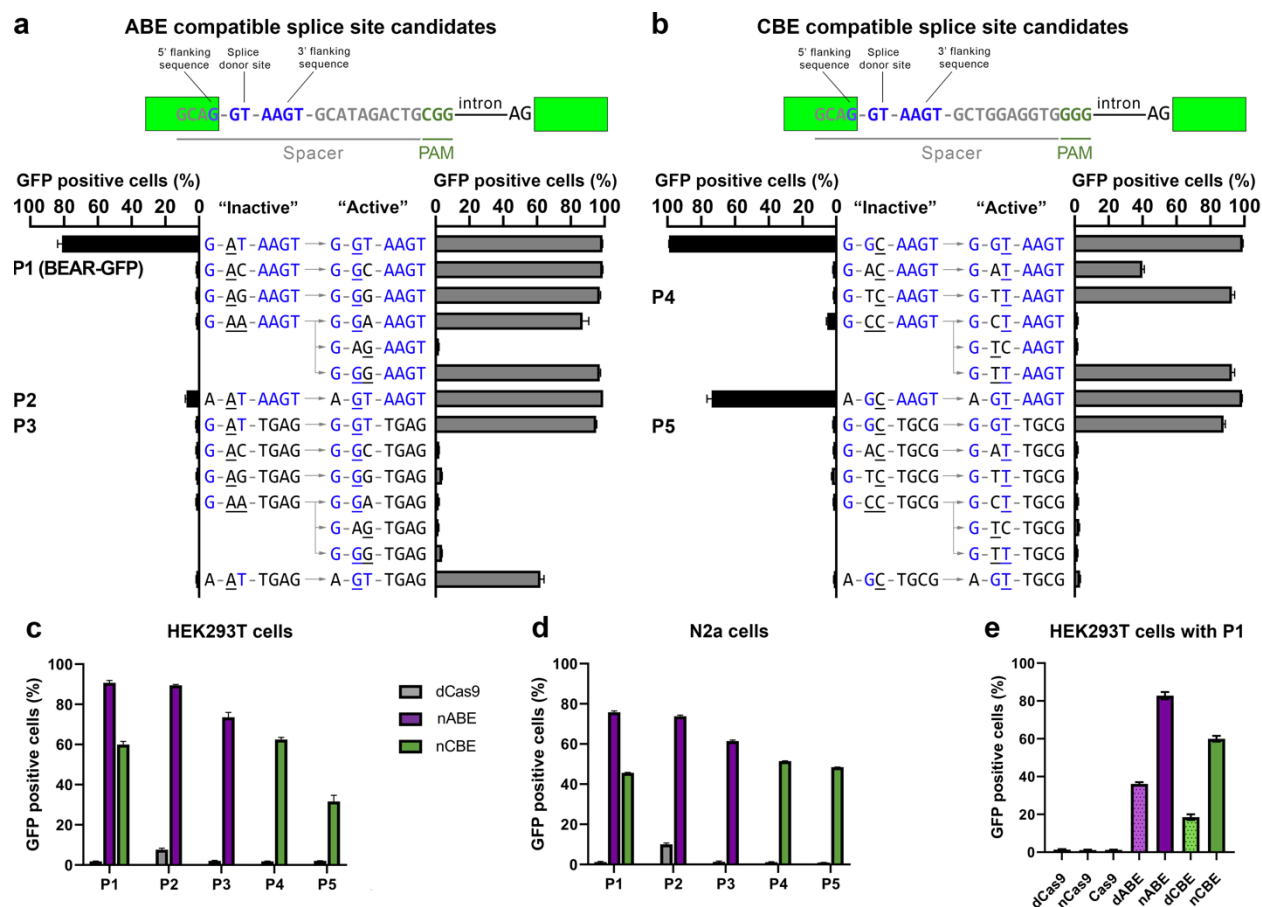 a ABE compatible splice site candidates
5' flanking sequence
Splice donor site
3' flanking sequence
GCAG-GT-AAGT-GCATAGACTGCGG intron AG
Spacer PAM
GFP positive cells (%) GFP positive cells (%)
100 80 60 40 20 0 "Inactive" "Active" 0 20 40 60 80 100
G-AT-AAGT G-GT-AAGT
P1 (BEAR-GFP) G-AC-AAGT G-GC-AAGT
G-AG-AAGT G-GG-AAGT
G-AA-AAGT G-GA-AAGT
G-AG-AAGT
G-GG-AAGT
P2 A-AT-AAGT A-GT-AAGT
P3 G-AT-TGAG G-GT-TGAG
G-AC-TGAG G-GC-TGAG
G-AG-TGAG G-GG-TGAG
G-AA-TGAG G-GA-TGAG
G-AG-TGAG
G-GG-TGAG
A-AT-TGAG A-GT-TGAG
b CBE compatible splice site candidates
5' flanking sequence
Splice donor site
3' flanking sequence
GCAG-GT-AAGT-GCTGGAGGTGGGG intron AG
Spacer PAM
GFP positive cells (%) GFP positive cells (%)
100 80 60 40 20 0 "Inactive" "Active" 0 20 40 60 80 100
G-GC-AAGT G-GT-AAGT
G-AC-AAGT G-AT-AAGT
P4 G-TC-AAGT G-TT-AAGT
G-CC-AAGT G-CT-AAGT
G-TC-AAGT
G-TT-AAGT
A-GC-AAGT A-GT-AAGT
P5 G-GC-TGCG G-GT-TGCG
G-AC-TGCG G-AT-TGCG
G-TC-TGCG G-TT-TGCG
G-CC-TGCG G-CT-TGCG
G-TC-TGCG
G-TT-TGCG
A-GC-TGCG A-GT-TGCG
c HEK293T cells
GFP positive cells (%)
100
80
60
40
20
0
P1 P2 P3 P4 P5
dCas9
nABE
nCBE
d N2a cells
GFP positive cells (%)
100
80
60
40
20
0
P1 P2 P3 P4 P5
e HEK293T cells with P1
GFP positive cells (%)
100
80
60
40
20
0
dCas9 nCas9 Cas9 dABE nABE dCBE nCBE